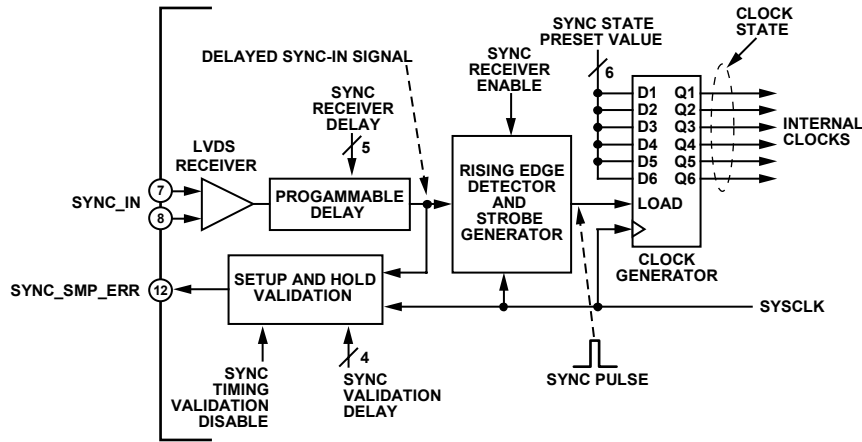 SYNC STATE
PRESET VALUE
CLOCK
STATE
DELAYED SYNC-IN SIGNAL
SYNC
RECEIVER
ENABLE
6
SYNC
RECEIVER
DELAY
5
LVDS
RECEIVER
D1 Q1
D2 Q2
D3 Q3
D4 Q4
D5 Q5
D6 Q6
LOAD
INTERNAL
CLOCKS
RISING EDGE
DETECTOR
AND
STROBE
GENERATOR
SYNC_IN
7
8
PROGAMMABLE
DELAY
CLOCK
GENERATOR
SYNC_SMP_ERR
12
SETUP AND HOLD
VALIDATION
SYSCLK
4
SYNC
TIMING
VALIDATION
DISABLE
SYNC
VALIDATION
DELAY
SYNC PULSE